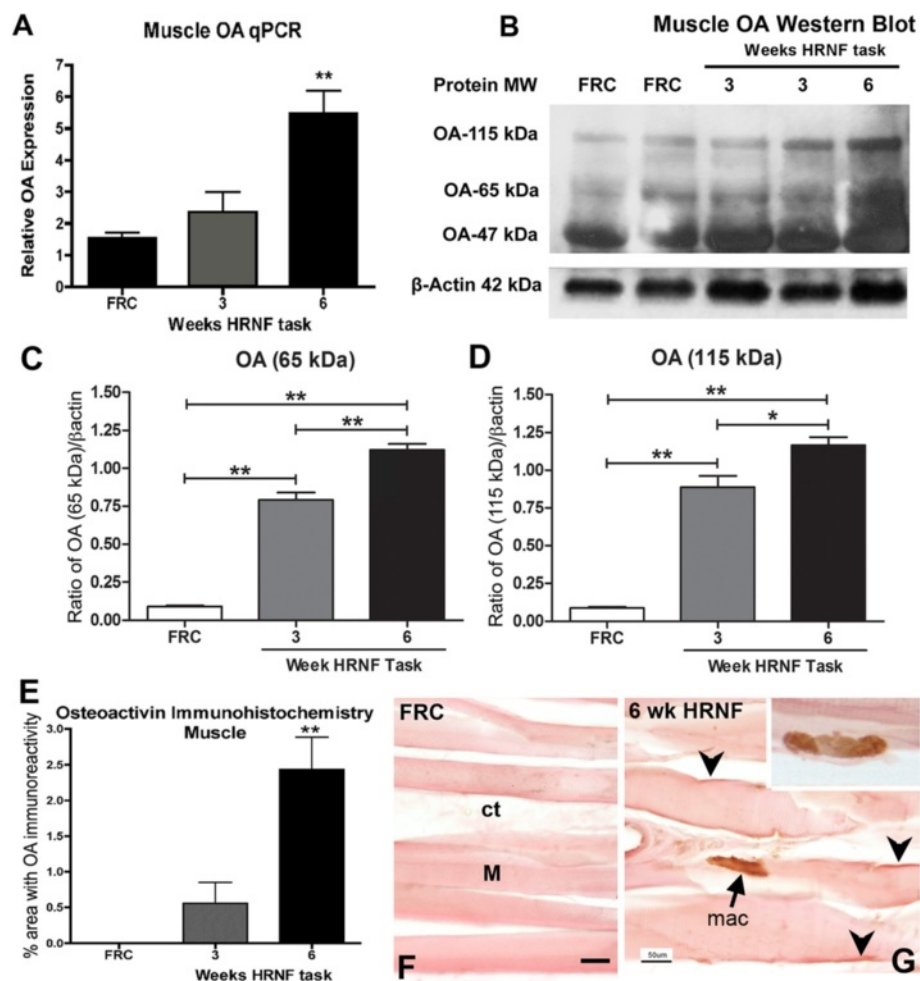 A
Muscle OA qPCR
Relative OA Expression
7
6
5
4
3
2
1
0
**
FRC 3 6
Weeks HRNF task
B
Muscle OA Western Blot
Weeks HRNF task
Protein MW FRC FRC 3 3 6
OA-115 kDa
OA-65 kDa
OA-47 kDa
β-Actin 42 kDa
C
OA (65 kDa)
Ratio of OA (65 kDa)/βactin
1.50
1.25
1.00
0.75
0.50
0.25
0.00
**
**
**
FRC 3 6
Week HRNF Task
D
OA (115 kDa)
Ratio of OA (115 kDa)/βactin
1.50
1.25
1.00
0.75
0.50
0.25
0.00
**
*
**
FRC 3 6
Week HRNF Task
E
Osteoactivin Immunohistochemistry
Muscle
% area with OA immunoreactivity
3.0
2.5
2.0
1.5
1.0
0.5
0.0
**
FRC 3 6
Weeks HRNF task
FRC
ct
M
F
6 wk HRNF
mac
50um
G